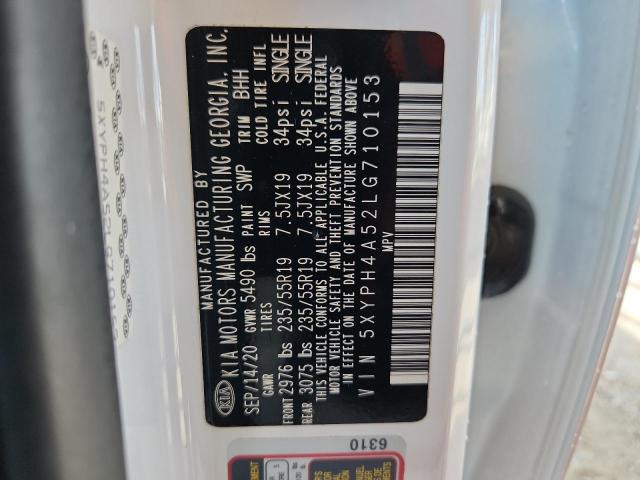 MANUFACTURED BY
KIA KIA MOTORS MANUFACTURING GEORGIA, INC.
SEP/14/20 GVWR 5490 lbs PAINT SWP TRIM BHH
GAWR TIRES RIMS COLD TIRE INFL
FRONT 2976 lbs 235/55R19 7.5JX19 34psi SINGLE
REAR 3075 lbs 235/55R19 7.5JX19 34psi SINGLE
THIS VEHICLE CONFORMS TO ALL APPLICABLE U.S.A. FEDERAL
MOTOR VEHICLE SAFETY AND THEFT PREVENTION STANDARDS
IN EFFECT ON THE DATE OF MANUFACTURE SHOWN ABOVE
VIN 5XYPH4A52LG710153
MPV
5XYPH4A52LG710153
6310